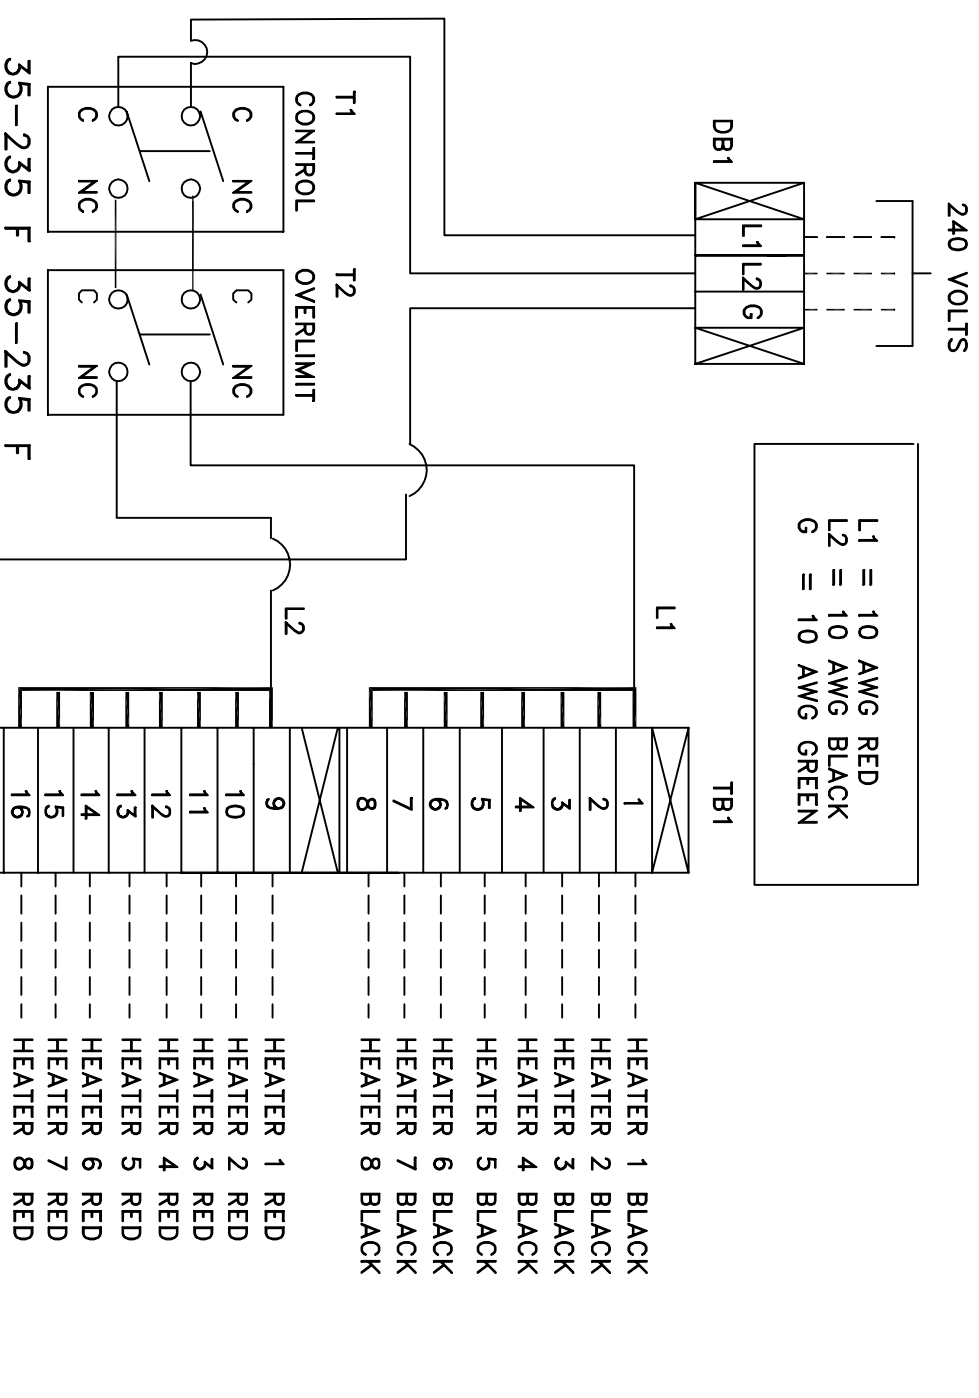 240 VOLTS
DB1
L1
L2
G
L1 = 10 AWG RED
L2 = 10 AWG BLACK
G = 10 AWG GREEN
T1
CONTROL
C
NC
C
NC
35-235 F
T2
OVERLIMIT
C
NC
C
NC
35-235 F
L1
L2
TB1
1
2
3
4
5
6
7
8
9
10
11
12
13
14
15
16
HEATER 1 BLACK
HEATER 2 BLACK
HEATER 3 BLACK
HEATER 4 BLACK
HEATER 5 BLACK
HEATER 6 BLACK
HEATER 7 BLACK
HEATER 8 BLACK
HEATER 1 RED
HEATER 2 RED
HEATER 3 RED
HEATER 4 RED
HEATER 5 RED
HEATER 6 RED
HEATER 7 RED
HEATER 8 RED